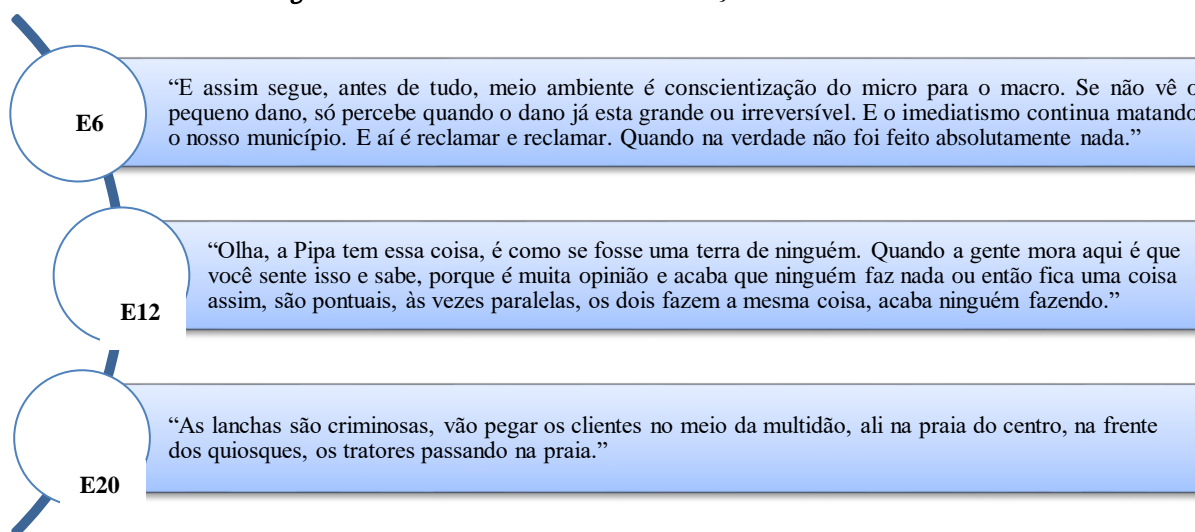 E6
“E assim segue, antes de tudo, meio ambiente é conscientização do micro para o macro. Se não vê o
pequeno dano, só percebe quando o dano já esta grande ou irreversível. E o imediatismo continua matando
o nosso município. E aí é reclamar e reclamar. Quando na verdade não foi feito absolutamente nada.”
E12
“Olha, a Pipa tem essa coisa, é como se fosse uma terra de ninguém. Quando a gente mora aqui é que
você sente isso e sabe, porque é muita opinião e acaba que ninguém faz nada ou então fica uma coisa
assim, são pontuais, às vezes paralelas, os dois fazem a mesma coisa, acaba ninguém fazendo.”
E20
“As lanchas são criminosas, vão pegar os clientes no meio da multidão, ali na praia do centro, na frente
dos quiosques, os tratores passando na praia.”